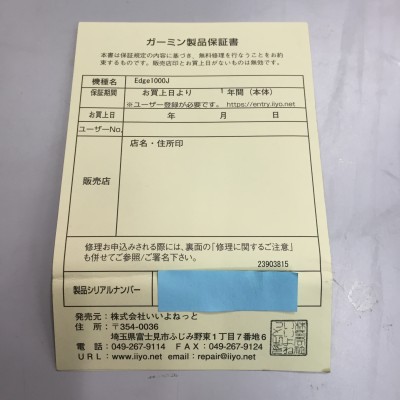 ガーミン製品保証書
本書は保証規定の内容に基づき、無料修理を行なうことをお約
束するものです。販売店印とお買上日がないものは無効です。
機種名 Edge1000J
保証期間 お買上日より 1年間(本体)
※ユーザー登録が必要です。 https://entry.iiyo.net
お買上日 年 月 日
ユーザーNo.
販売店 店名・住所印
修理お申込みされる際には、裏面の「修理に関するご注意」
も併せてご参照/ご署名下さい。
23903815
製品シリアルナンバー
発売元：株式会社いいよねっと
住 所：〒354-0036
埼玉県富士見市ふじみ野東1丁目7番地6
電 話：049-267-9114 FAX：049-267-9124
URL：www.iiyo.net email：repair@iiyo.net